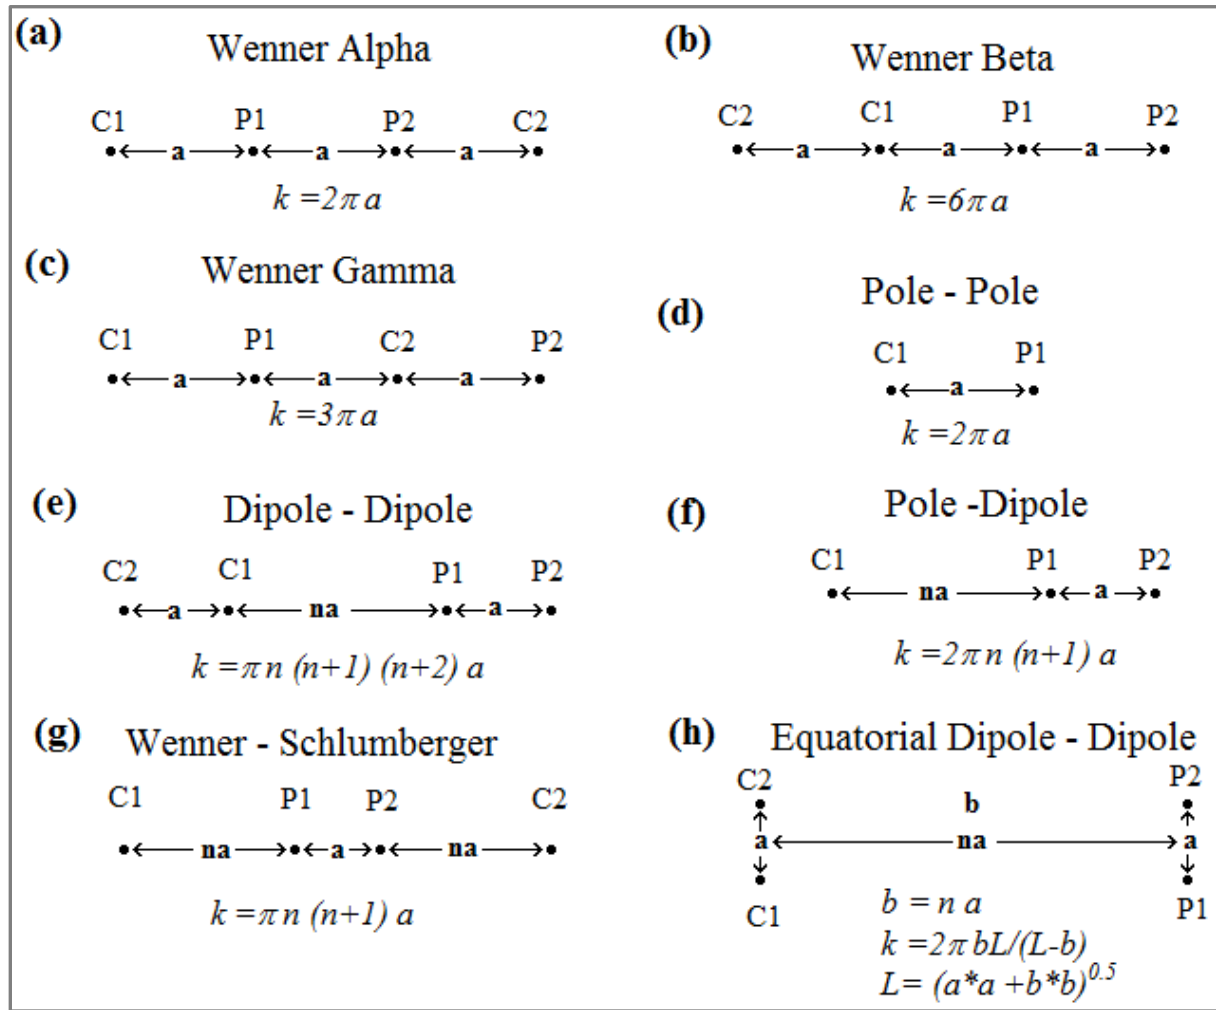 (a)
Wenner Alpha
C1 P1 P2 C2
a a a
k =2π a
(b)
Wenner Beta
C2 C1 P1 P2
a a a
k =6π a
(c)
Wenner Gamma
C1 P1 C2 P2
a a a
k =3π a
(d)
Pole - Pole
C1 P1
a
k =2π a
(e)
Dipole - Dipole
C2 C1 P1 P2
a na a
k =π n (n+1) (n+2) a
(f)
Pole -Dipole
C1 P1 P2
na a
k =2π n (n+1) a
(g)
Wenner - Schlumberger
C1 P1 P2 C2
na a na
k =π n (n+1) a
(h)
Equatorial Dipole - Dipole
C2 P2
b
a na a
C1 P1
b = n a
k =2π bL/(L-b)
L= (a*a +b*b)^0.5